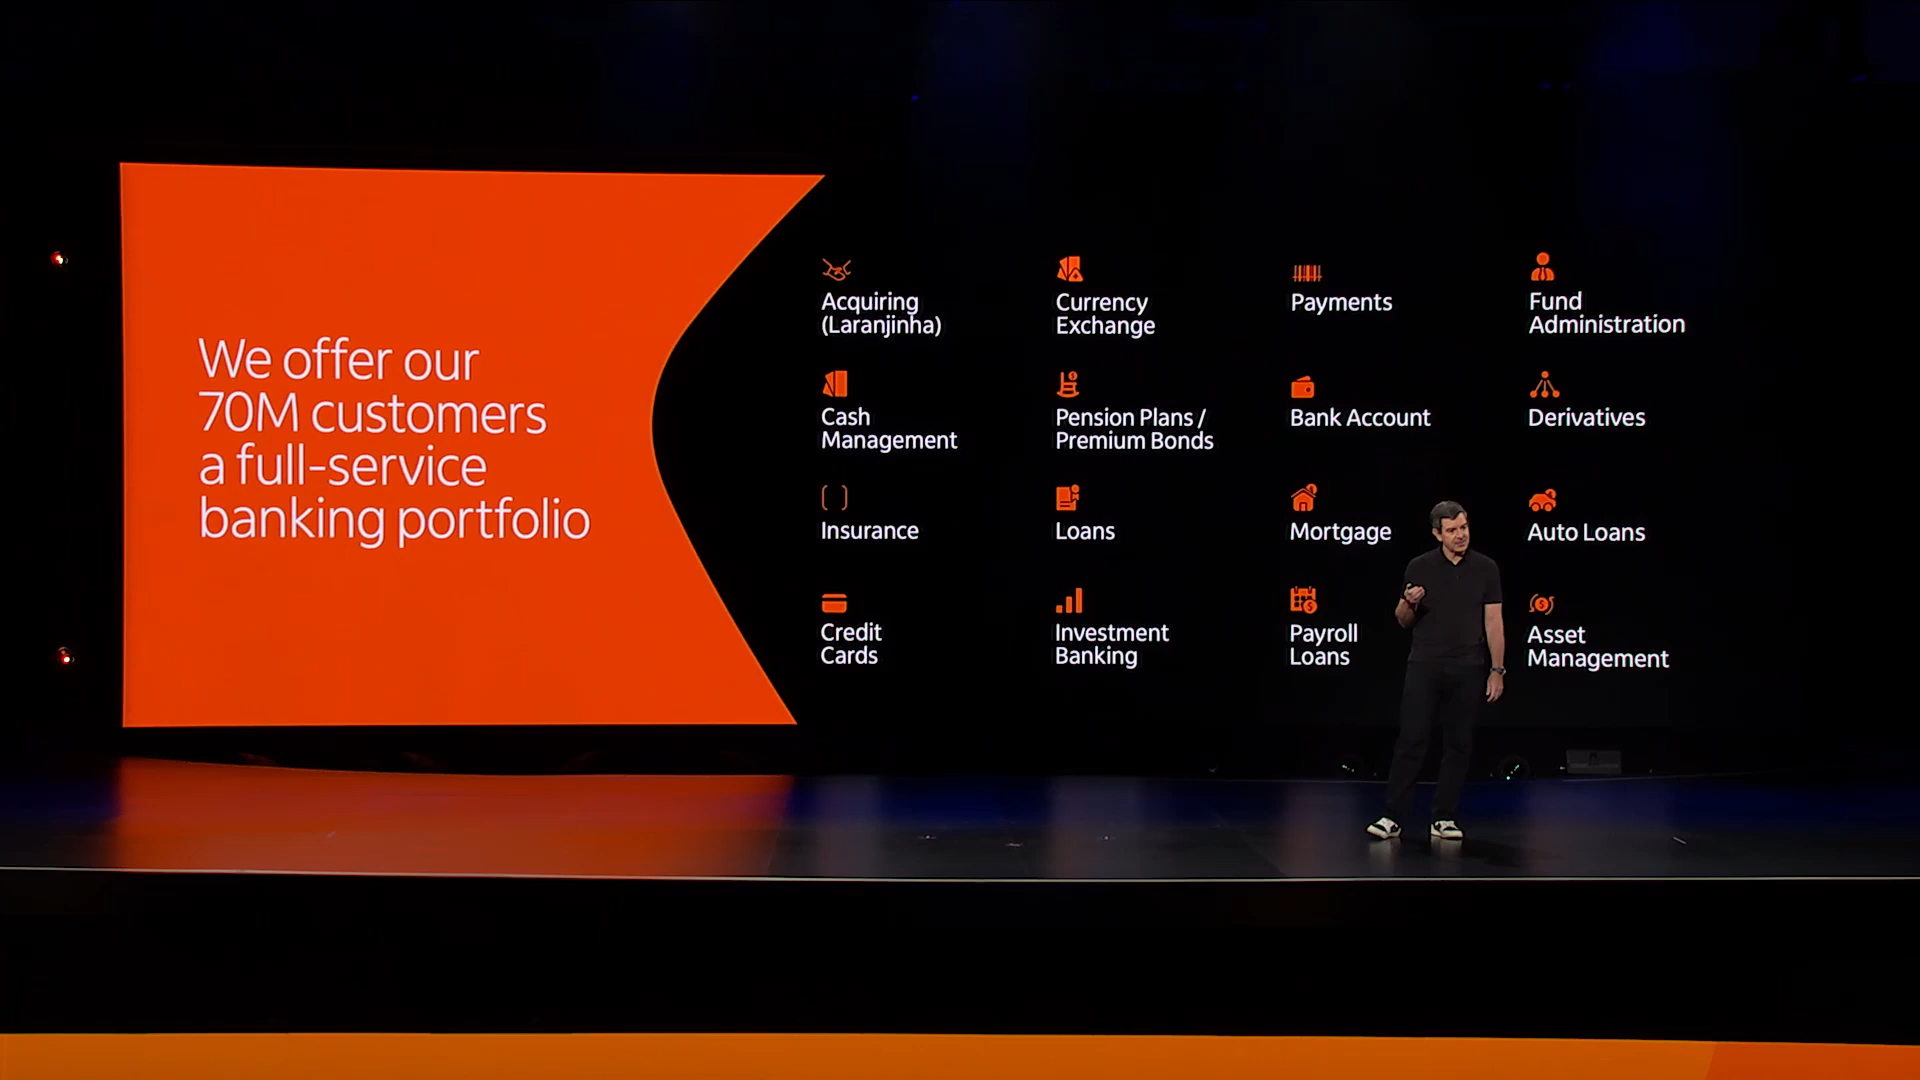 We offer our
70M customers
a full-service
banking portfolio
Acquiring
(Laranjinha)
Currency
Exchange
Payments
Fund
Administration
Cash
Management
Pension Plans /
Premium Bonds
Bank Account
Derivatives
Insurance
Loans
Mortgage
Auto Loans
Credit
Cards
Investment
Banking
Payroll
Loans
Asset
Management